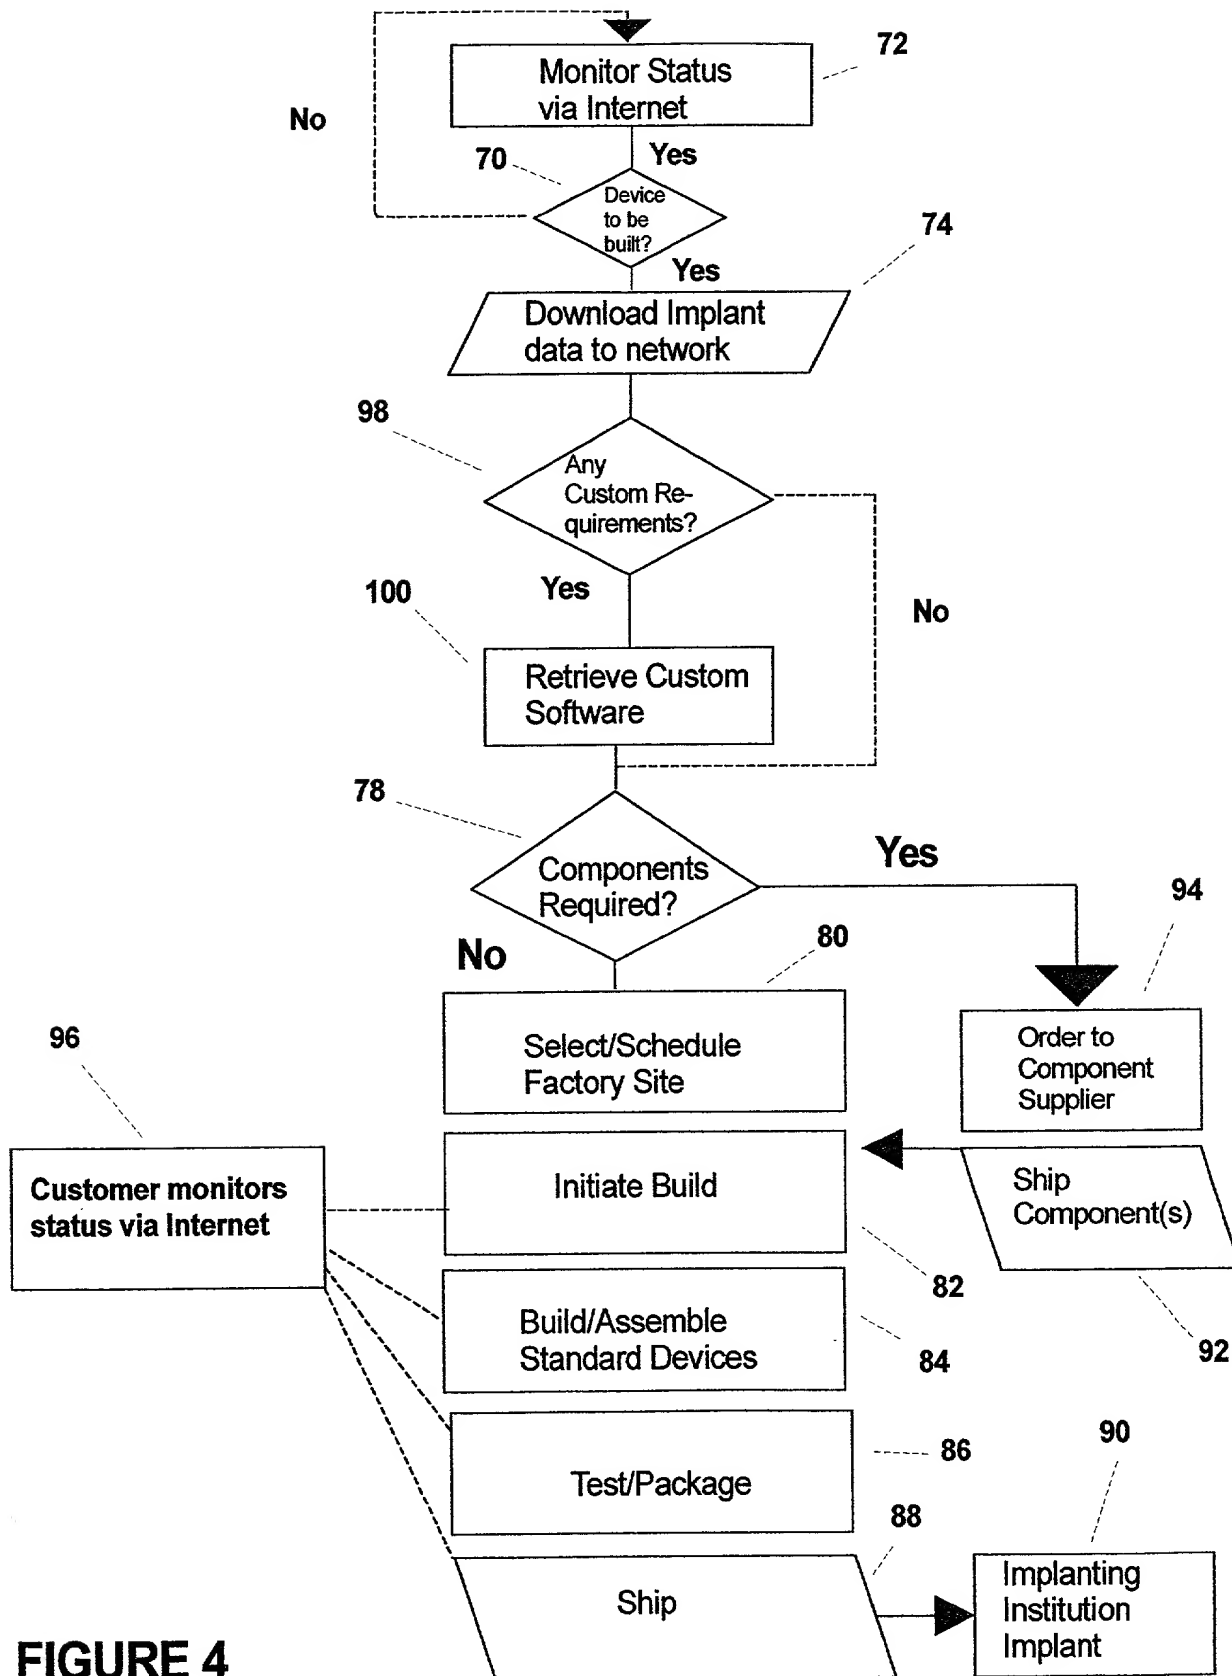 72
Monitor Status
via Internet
No
Yes
70
Device
to be
built?
74
Yes
Download Implant
data to network
98
Any
Custom Re-
quirements?
100
Yes
No
Retrieve Custom
Software
78
Components
Required?
Yes
94
No
80
Select/Schedule
Factory Site
Order to
Component
Supplier
96
Customer monitors
status via Internet
Initiate Build
Ship
Component(s)
82
Build/Assemble
Standard Devices
84
92
86
90
Test/Package
88
Ship
Implanting
Institution
Implant
FIGURE 4